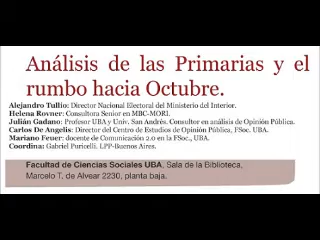 Análisis de las Primarias y el
rumbo hacia Octubre.
Alejandro Tullio: Director Nacional Electoral del Ministerio del Interior.
Helena Rovner: Consultora Senior en MBC-MORI.
Julián Gadano: Profesor UBA y Univ. San Andrés. Consultor en análisis de Opinión Pública.
Carlos De Angelis: Director del Centro de Estudios de Opinión Pública, FSoc. UBA.
Mariano Feuer: docente de Comunicación 2.0 en la FSoc., UBA.
Coordina: Gabriel Puricelli. LPP-Buenos Aires.
Facultad de Ciencias Sociales UBA, Sala de la Biblioteca,
Marcelo T. de Alvear 2230, planta baja.